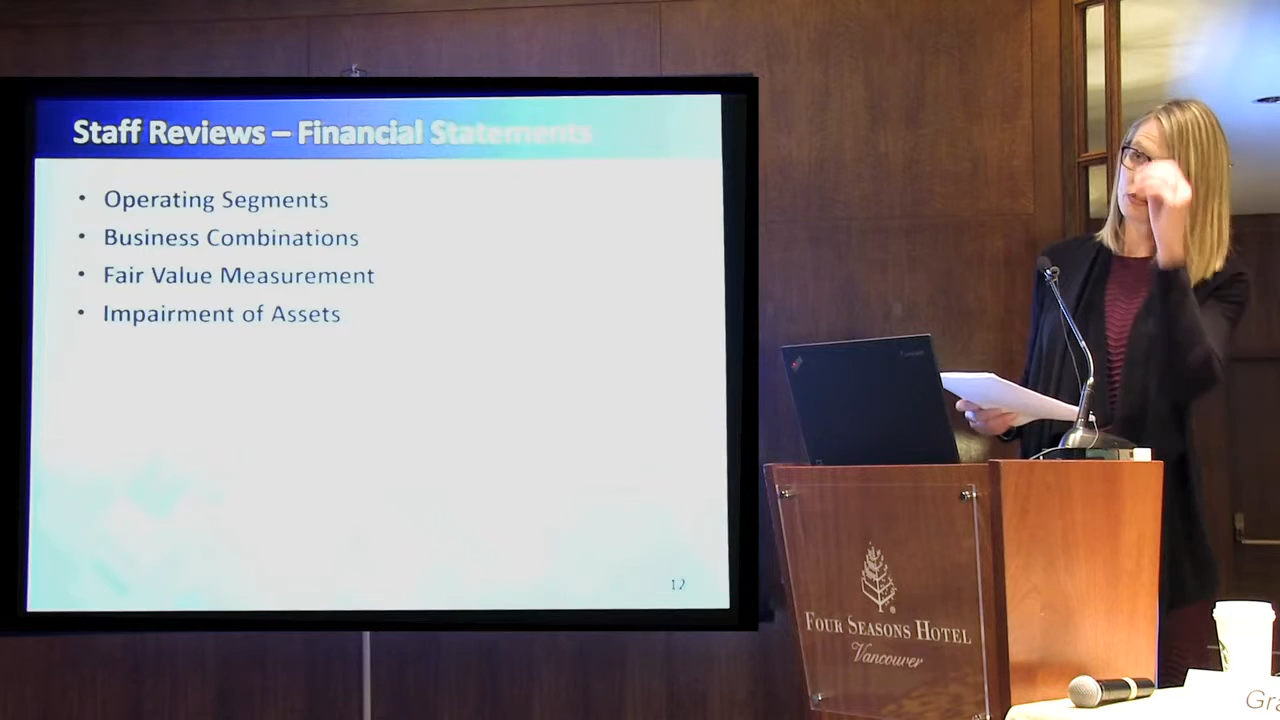 Staff Reviews – Financial Statements
• Operating Segments
• Business Combinations
• Fair Value Measurement
• Impairment of Assets
12
FOUR SEASONS HOTEL
Vancouver
Gra